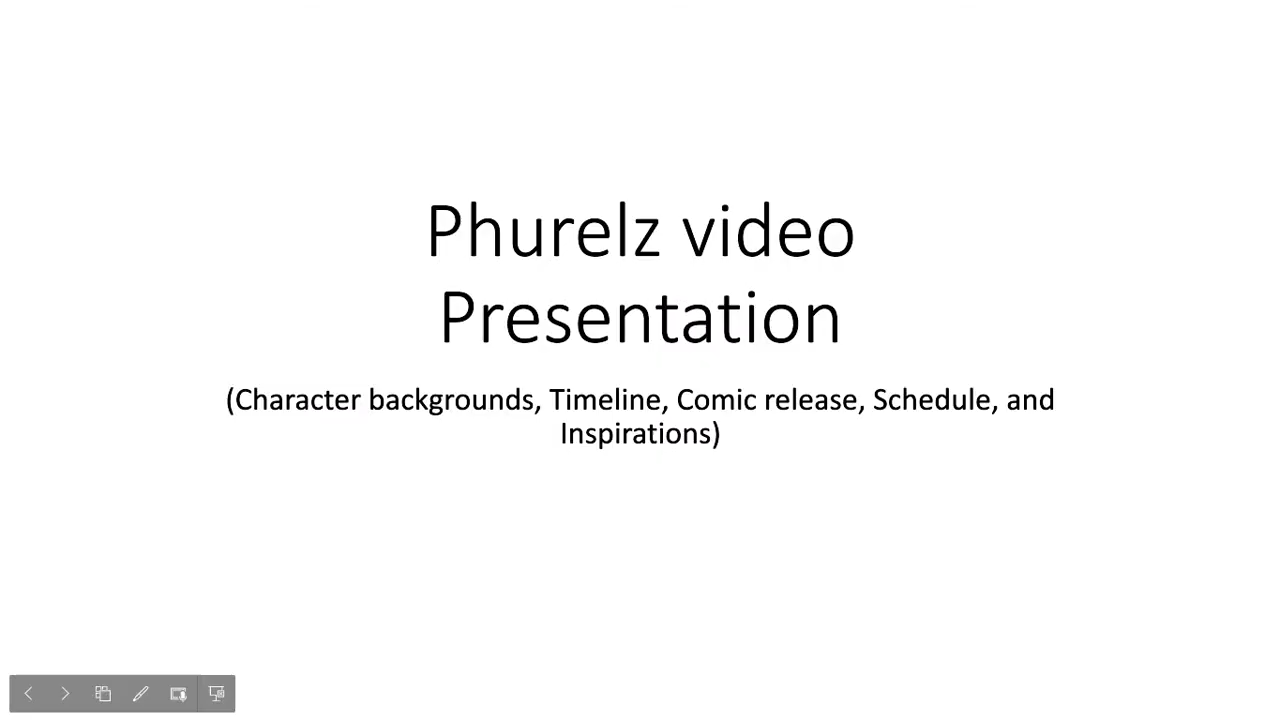 Phurelz video
Presentation
(Character backgrounds, Timeline, Comic release, Schedule, and
Inspirations)